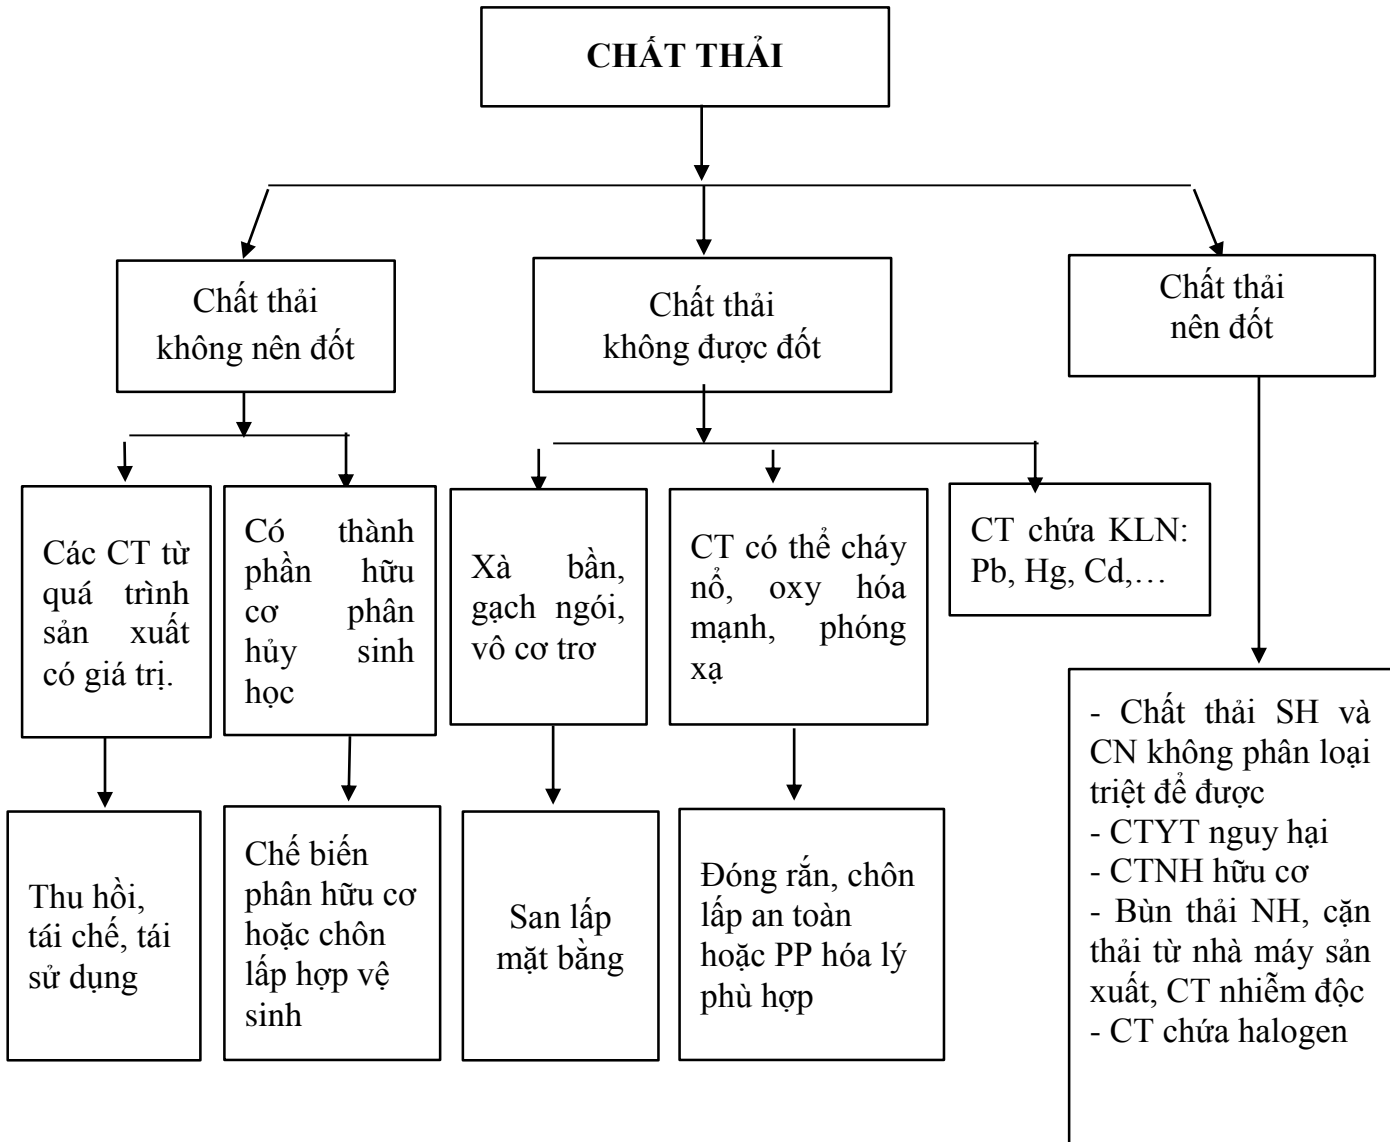 CHẤT THẢI
Chất thải
không nên đốt
Chất thải
không được đốt
Chất thải
nên đốt
Các CT từ
quá trình
sản xuất
có giá trị.
Có thành
phần hữu
cơ phân
hủy sinh
học
Xà bần,
gạch ngói,
vô cơ trơ
CT có thể cháy
nổ, oxy hóa
mạnh, phóng
xạ
CT chứa KLN:
Pb, Hg, Cd,…
Thu hồi,
tái chế, tái
sử dụng
Chế biến
phân hữu cơ
hoặc chôn
lấp hợp vệ
sinh
San lấp
mặt bằng
Đóng rắn, chôn
lấp an toàn
hoặc PP hóa lý
phù hợp
- Chất thải SH và
CN không phân loại
triệt để được
- CTYT nguy hại
- CTNH hữu cơ
- Bùn thải NH, cặn
thải từ nhà máy sản
xuất, CT nhiễm độc
- CT chứa halogen